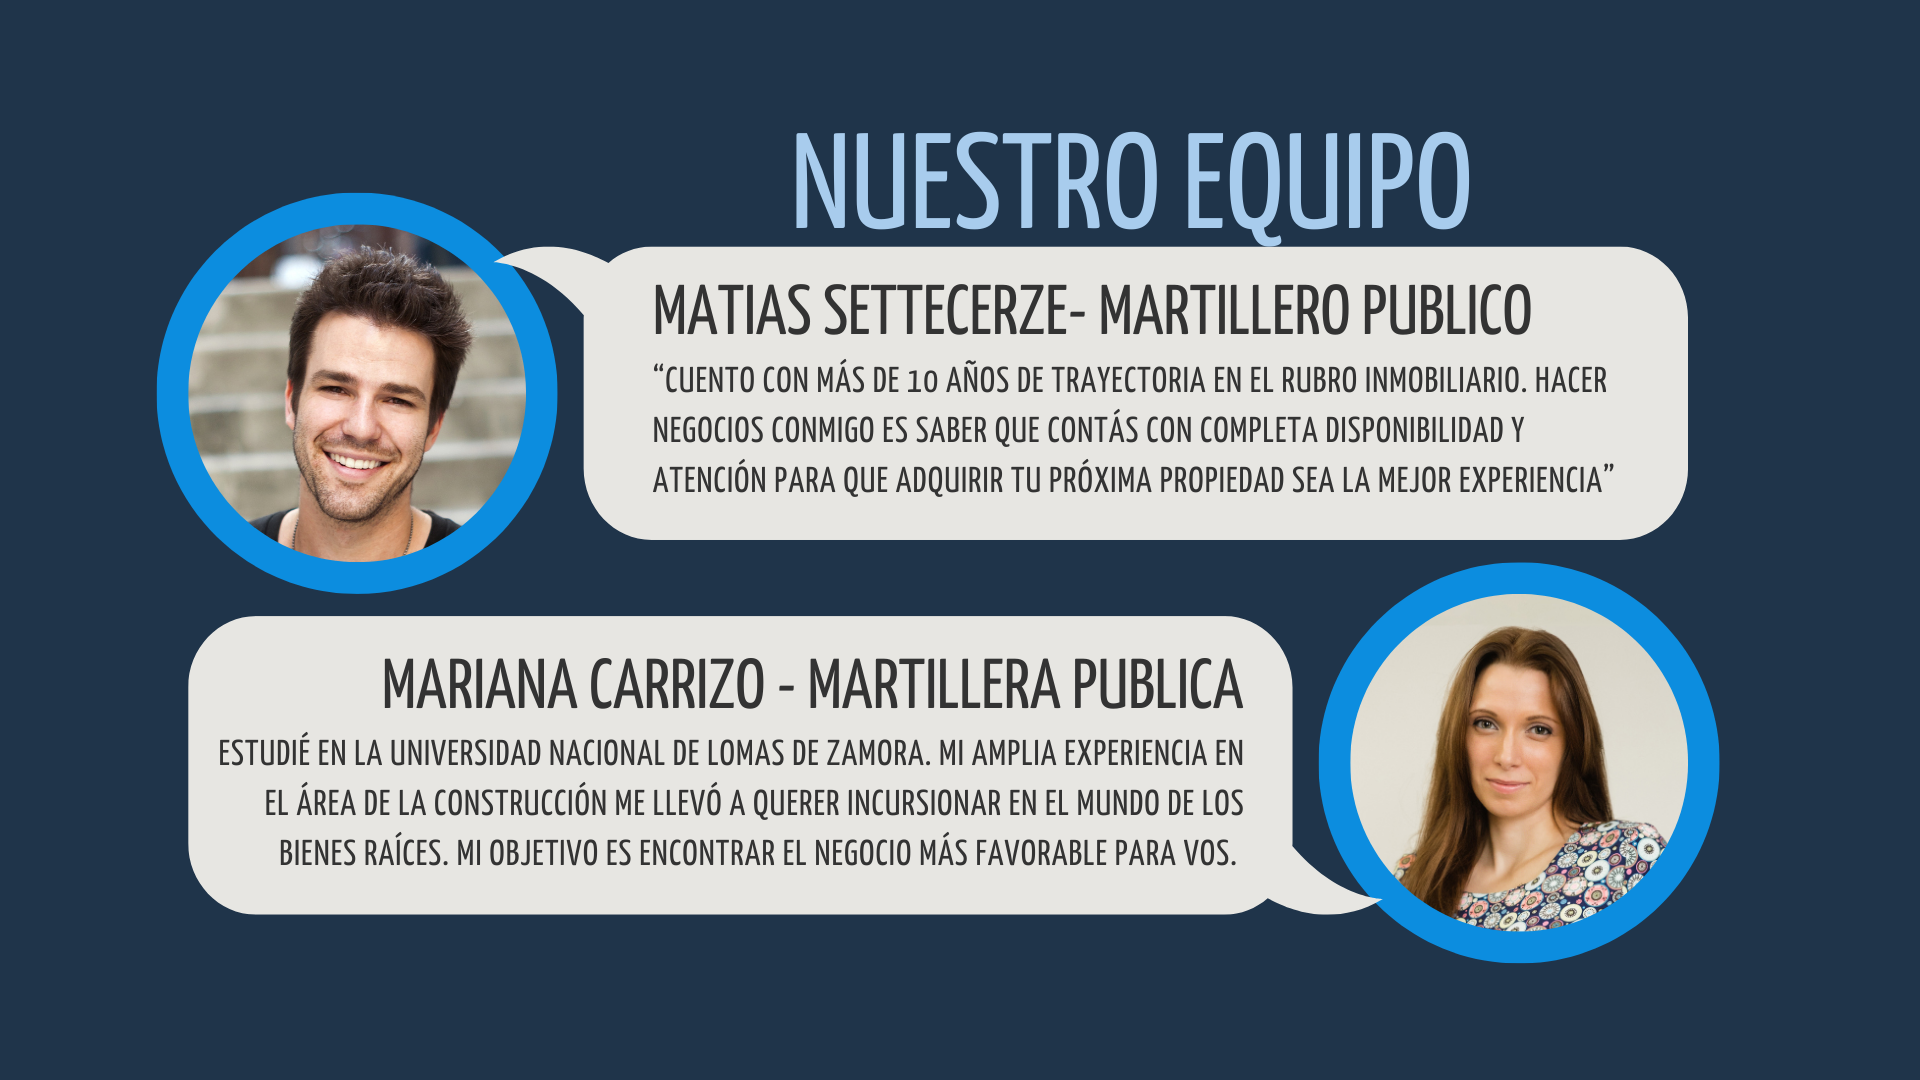 NUESTRO EQUIPO
MATIAS SETTECERZE- MARTILLERO PUBLICO
“CUENTO CON MÁS DE 10 AÑOS DE TRAYECTORIA EN EL RUBRO INMOBILIARIO. HACER
NEGOCIOS CONMIGO ES SABER QUE CONTÁS CON COMPLETA DISPONIBILIDAD Y
ATENCIÓN PARA QUE ADQUIRIR TU PRÓXIMA PROPIEDAD SEA LA MEJOR EXPERIENCIA”
MARIANA CARRIZO - MARTILLERA PUBLICA
ESTUDIÉ EN LA UNIVERSIDAD NACIONAL DE LOMAS DE ZAMORA. MI AMPLIA EXPERIENCIA EN
EL ÁREA DE LA CONSTRUCCIÓN ME LLEVÓ A QUERER INCURSIONAR EN EL MUNDO DE LOS
BIENES RAÍCES. MI OBJETIVO ES ENCONTRAR EL NEGOCIO MÁS FAVORABLE PARA VOS.